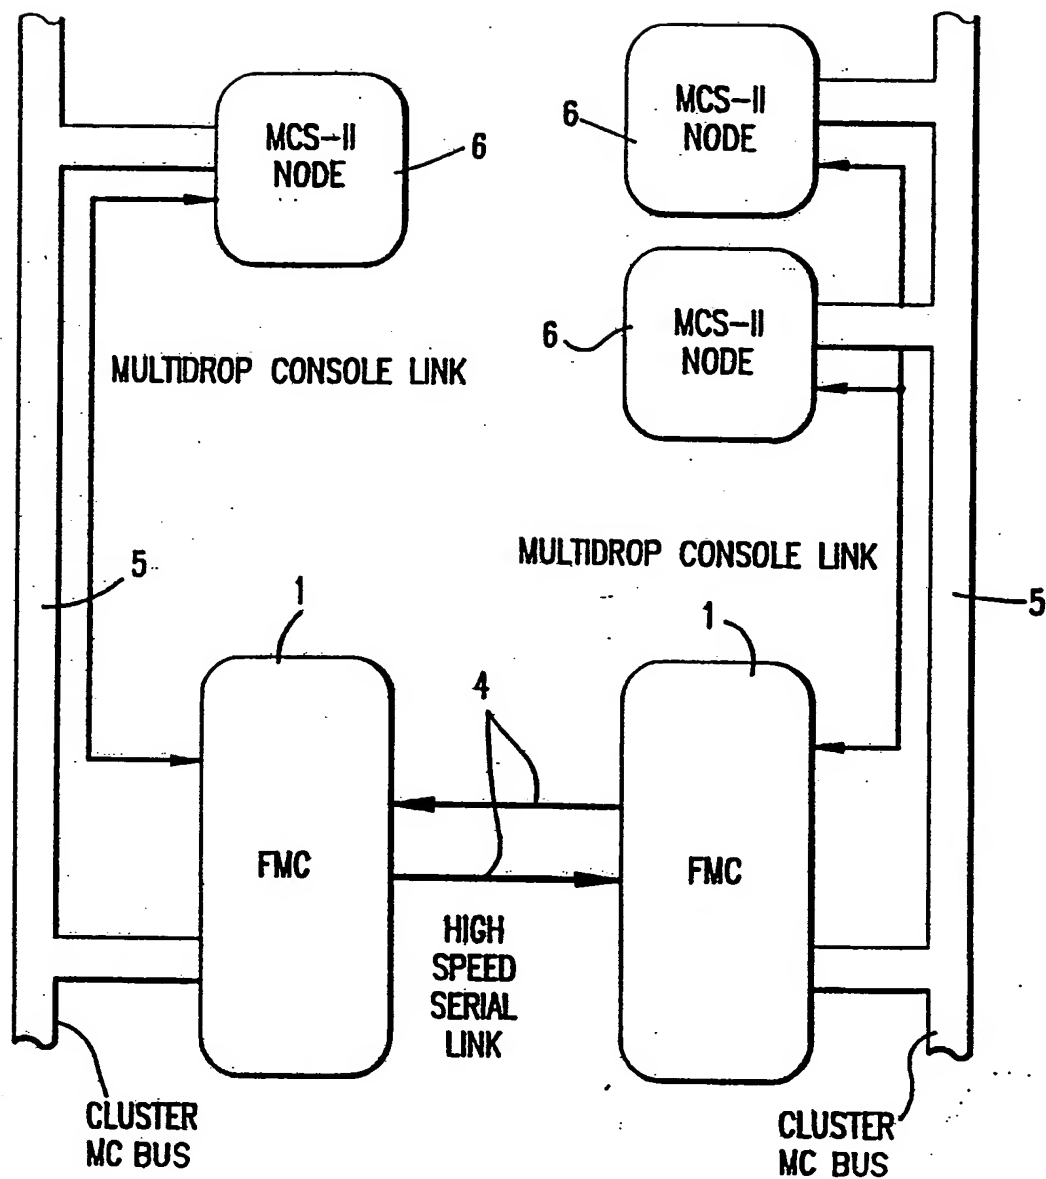 MCS-II
NODE
6
MCS-II
NODE
6
MCS-II
NODE
6
MULTIDROP CONSOLE LINK
MULTIDROP CONSOLE LINK
5
5
1
1
4
FMC
FMC
HIGH
SPEED
SERIAL
LINK
CLUSTER
MC BUS
CLUSTER
MC BUS